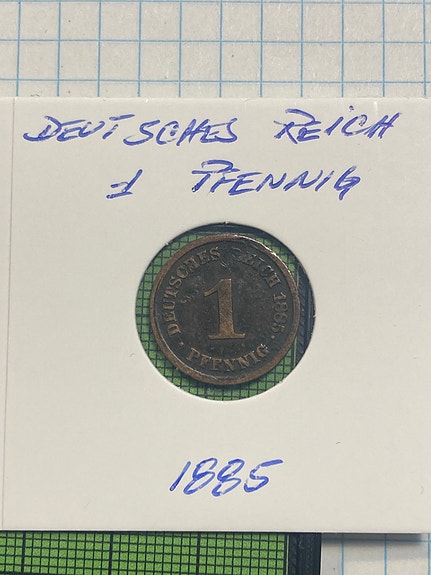 DEUTSCHES REICH
1 PFENNIG
DEUTSCHES REICH 1885
1
PFENNIG
1885